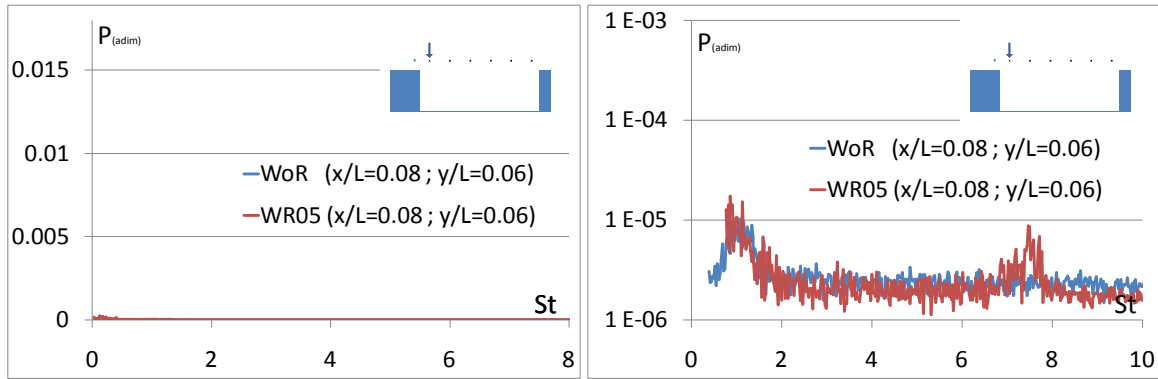 P(adim)
0.015
0.01
WoR (x/L=0.08 ; y/L=0.06)
WR05 (x/L=0.08 ; y/L=0.06)
0.005
St
0
0 2 4 6 8
1 E-03
P(adim)
1 E-04
WoR (x/L=0.08 ; y/L=0.06)
WR05 (x/L=0.08 ; y/L=0.06)
1 E-05
St
1 E-06
0 2 4 6 8 10